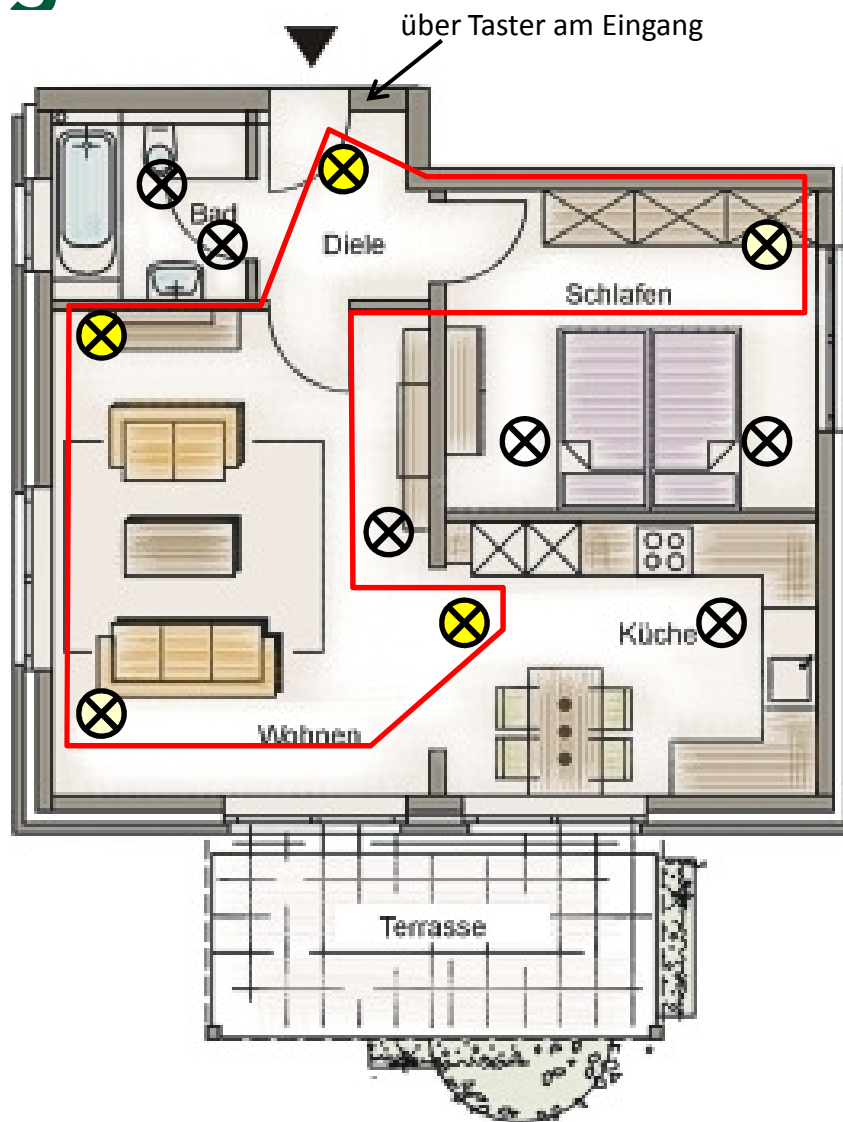 über Taster am Eingang
Bad
Diele
Schlafen
Küche
Wohnen
Terrasse